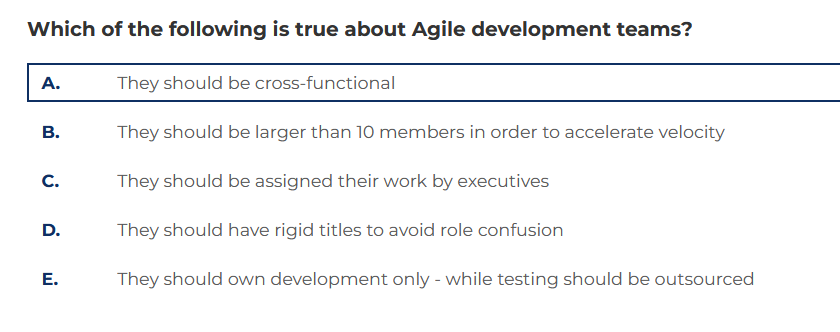 Which of the following is true about Agile development teams?
A. They should be cross-functional
B. They should be larger than 10 members in order to accelerate velocity
C. They should be assigned their work by executives
D. They should have rigid titles to avoid role confusion
E. They should own development only - while testing should be outsourced